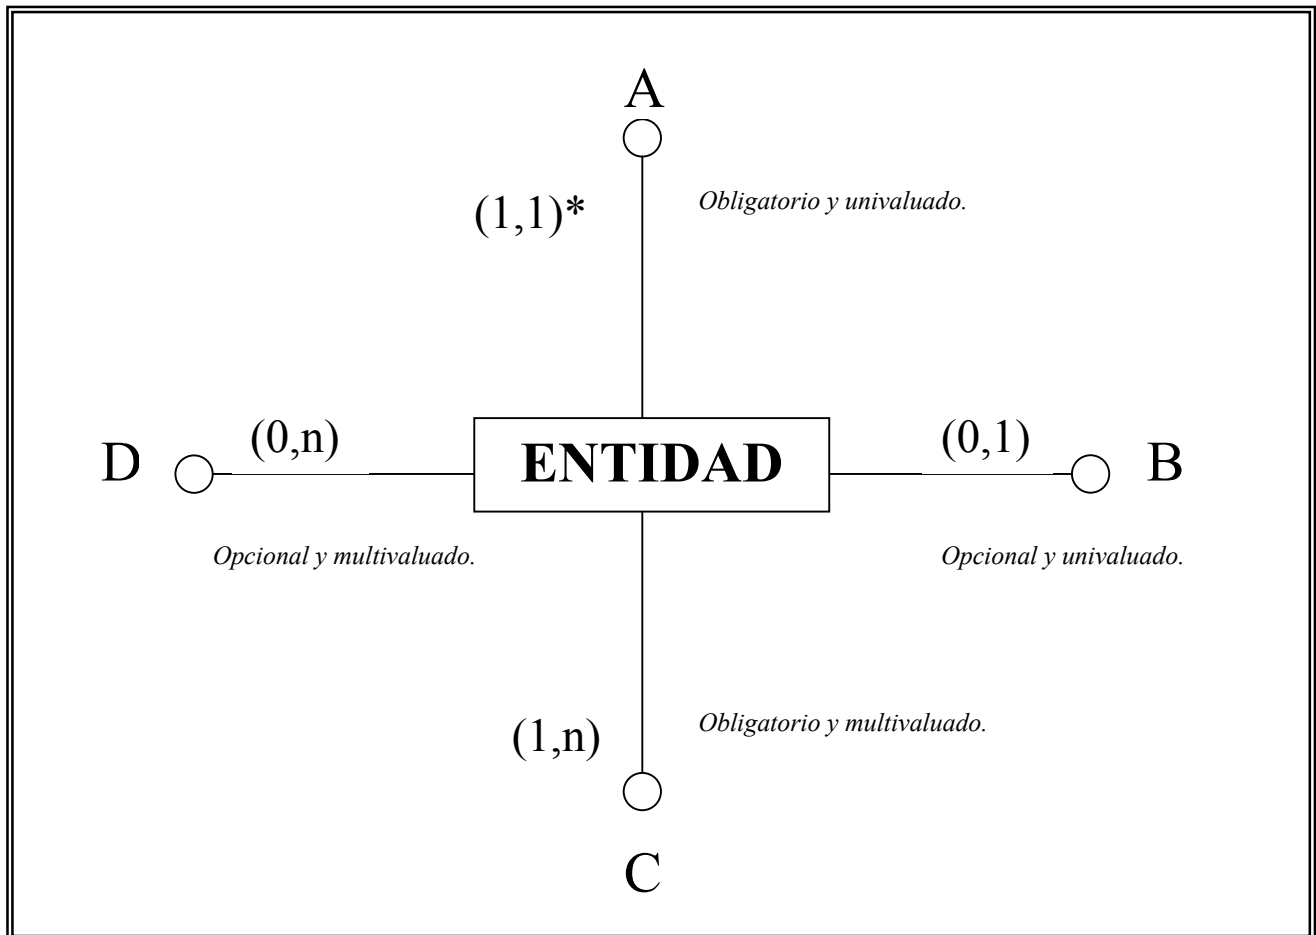 A
(1,1)*
Obligatorio y univaluado.
D
(0,n)
ENTIDAD
(0,1)
B
Opcional y multivaluado.
Opcional y univaluado.
(1,n)
Obligatorio y multivaluado.
C